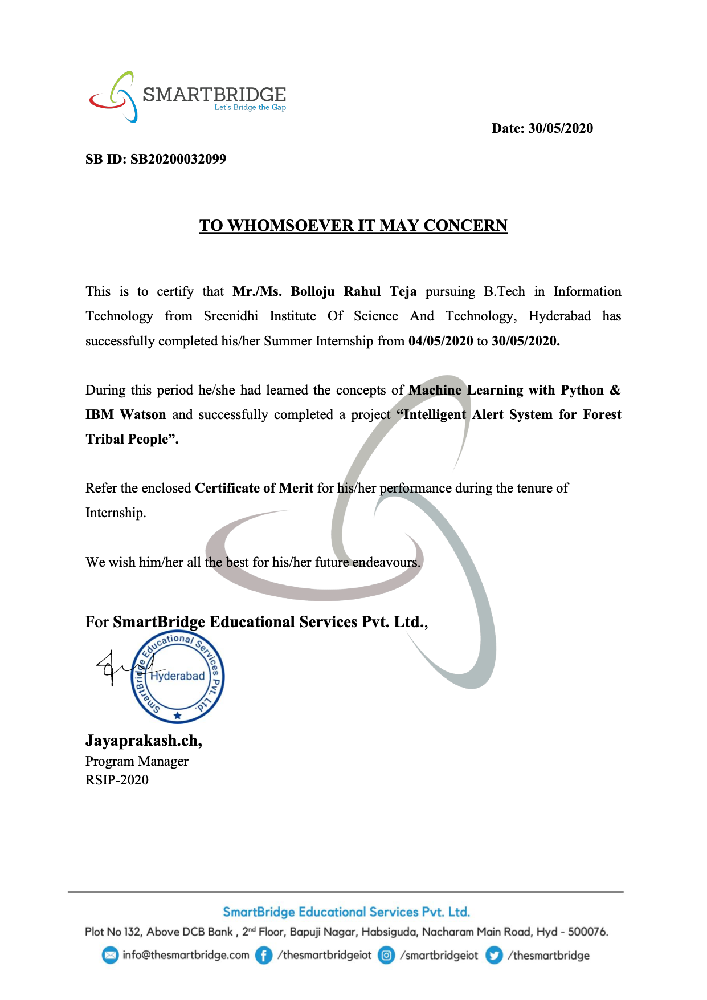 SMARTBRIDGE
Let's Bridge the Gap
Date: 30/05/2020
SB ID: SB20200032099
TO WHOMSOEVER IT MAY CONCERN
This is to certify that Mr./Ms. Bolloju Rahul Teja pursuing B.Tech in Information
Technology from Sreenidhi Institute Of Science And Technology, Hyderabad has
successfully completed his/her Summer Internship from 04/05/2020 to 30/05/2020.
During this period he/she had learned the concepts of Machine Learning with Python &
IBM Watson and successfully completed a project “Intelligent Alert System for Forest
Tribal People”.
Refer the enclosed Certificate of Merit for his/her performance during the tenure of
Internship.
We wish him/her all the best for his/her future endeavours.
For SmartBridge Educational Services Pvt. Ltd.,
SmartBridge Educational Services Pvt. Ltd.
Hyderabad
Jayaprakash.ch,
Program Manager
RSIP-2020
SmartBridge Educational Services Pvt. Ltd.
Plot No 132, Above DCB Bank , 2nd Floor, Bapuji Nagar, Habsiguda, Nacharam Main Road, Hyd - 500076.
info@thesmartbridge.com /thesmartbridgeiot /smartbridgeiot /thesmartbridge